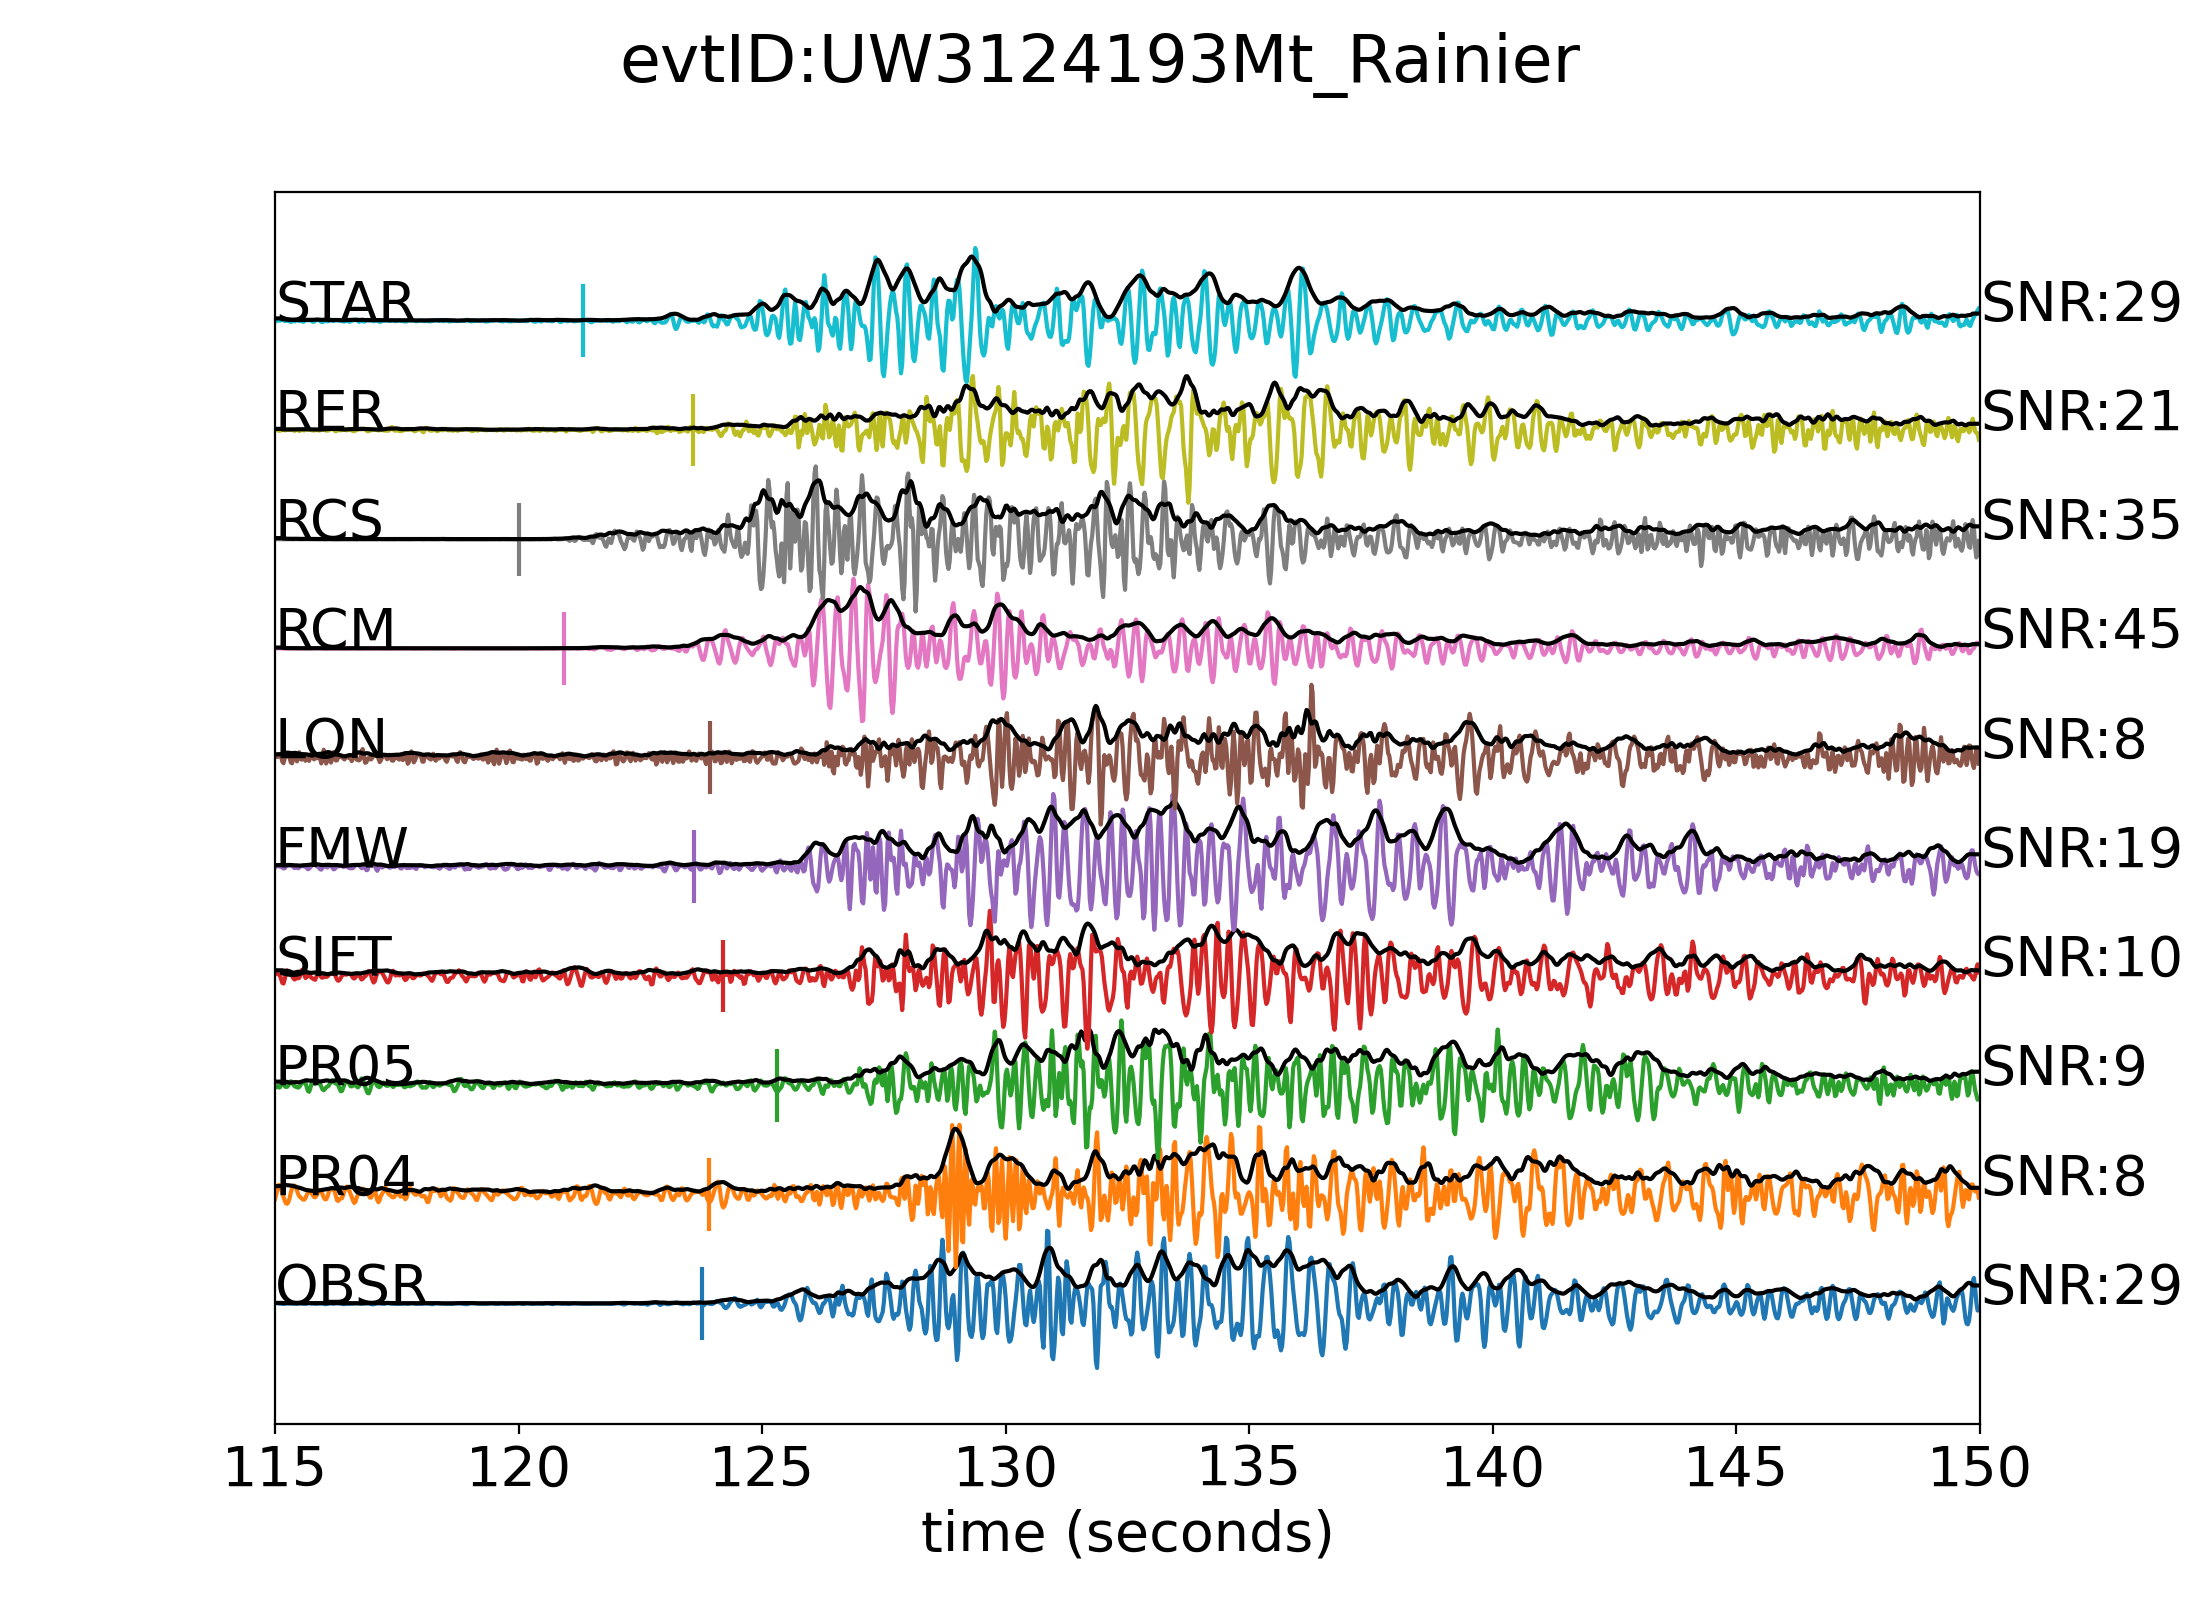 evtID:UW3124193Mt_Rainier
STAR SNR:29
RER SNR:21
RCS SNR:35
RCM SNR:45
LON SNR:8
FMW SNR:19
SIFT SNR:10
PR05 SNR:9
PR04 SNR:8
OBSR SNR:29
115 120 125 130 135 140 145 150
time (seconds)